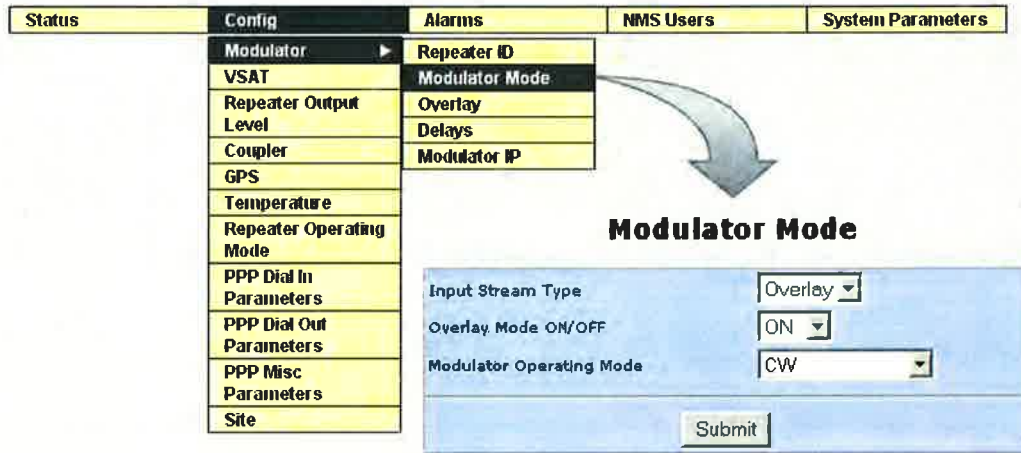 Status
Config
Alarms
NMS Users
System Parameters
Modulator
VSAT
Repeater Output
Level
Coupler
GPS
Temperature
Repeater Operating
Mode
PPP Dial In
Parameters
PPP Dial Out
Parameters
PPP Misc
Parameters
Site
Repeater ID
Modulator Mode
Overlay
Delays
Modulator IP
Modulator Mode
Input Stream Type
Overlay
Overlay Mode ON/OFF
ON
Modulator Operating Mode
CW
Submit